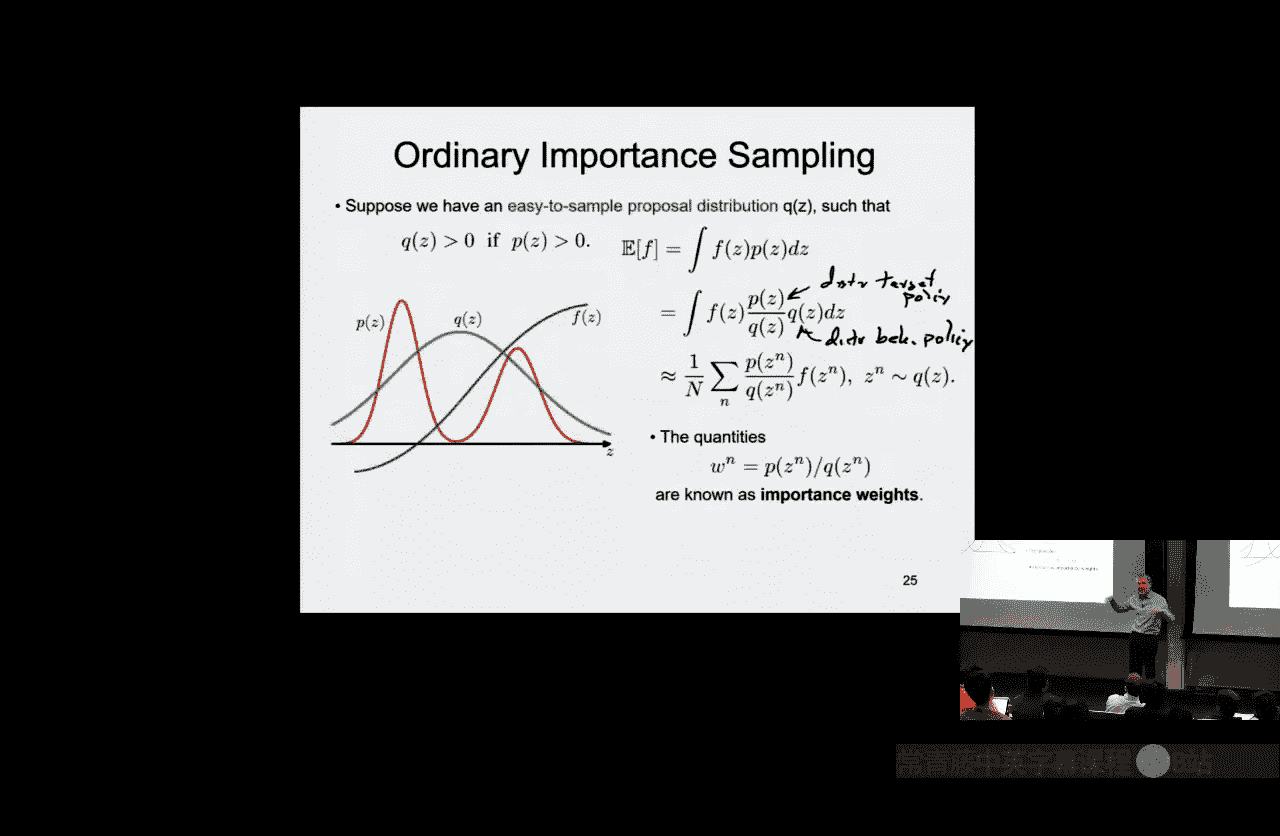 Ordinary Importance Sampling
• Suppose we have an easy-to-sample proposal distribution q(z), such that
q(z) > 0 if p(z) > 0.
𝔼[f] = ∫ f(z)p(z)dz
distr target
policy
= ∫ f(z) p(z)/q(z) q(z)dz
distr beh. policy
≈ 1/N ∑_n p(z^n)/q(z^n) f(z^n), z^n ∼ q(z).
p(z)
q(z)
f(z)
z
• The quantities
w^n = p(z^n)/q(z^n)
are known as importance weights.
25